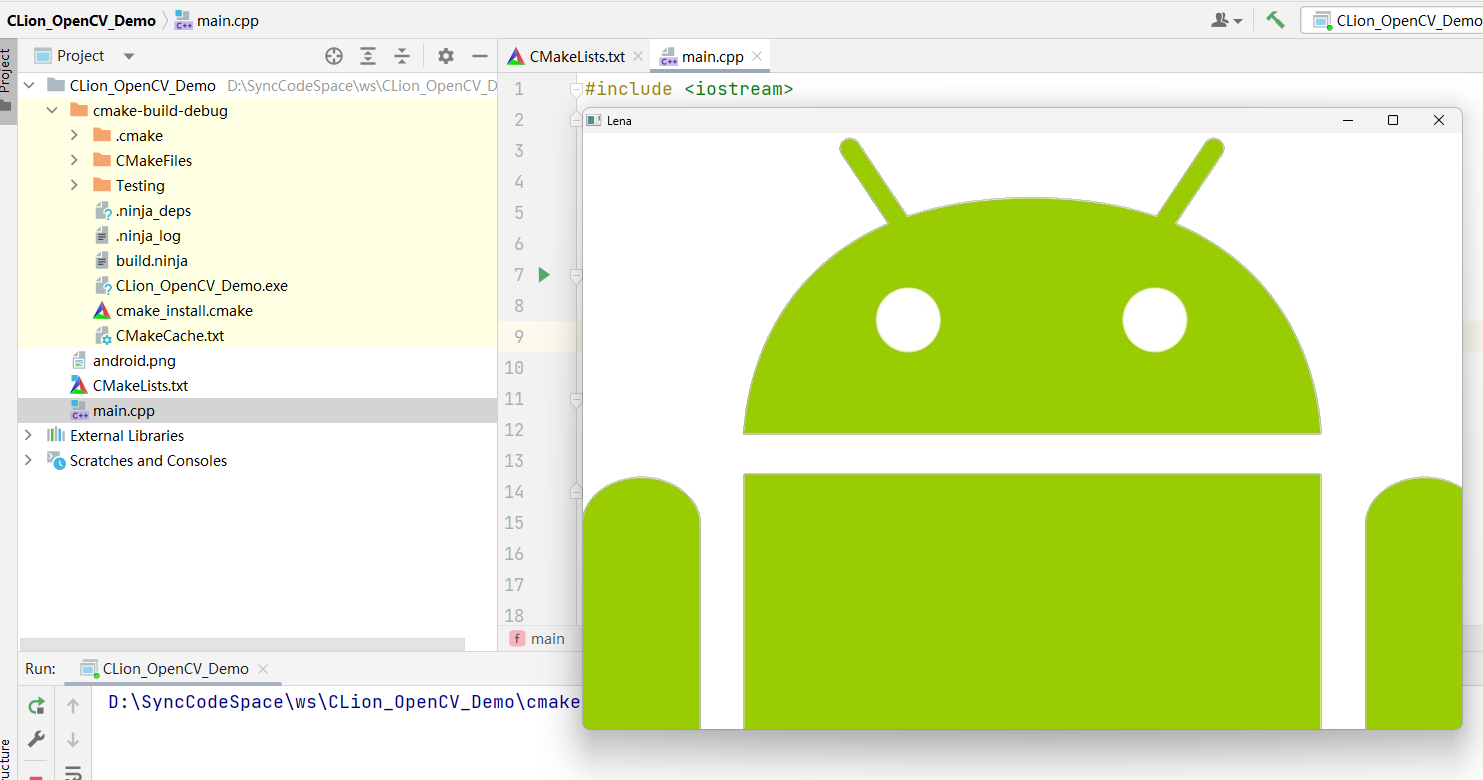 CLion_OpenCV_Demo main.cpp CLion_OpenCV_Demo
Project
Project
CLion_OpenCV_Demo D:\SyncCodeSpace\ws\CLion_OpenCV_D
cmake-build-debug
.cmake
CMakeFiles
Testing
.ninja_deps
.ninja_log
build.ninja
CLion_OpenCV_Demo.exe
cmake_install.cmake
CMakeCache.txt
android.png
CMakeLists.txt
main.cpp
External Libraries
Scratches and Consoles
CMakeLists.txt main.cpp
1 #include <iostream>
2
3
4
5
6
7
8
9
10
11
12
13
14
15
16
17
18
f main
Lena
Run: CLion_OpenCV_Demo
D:\SyncCodeSpace\ws\CLion_OpenCV_Demo\cmake
ucture